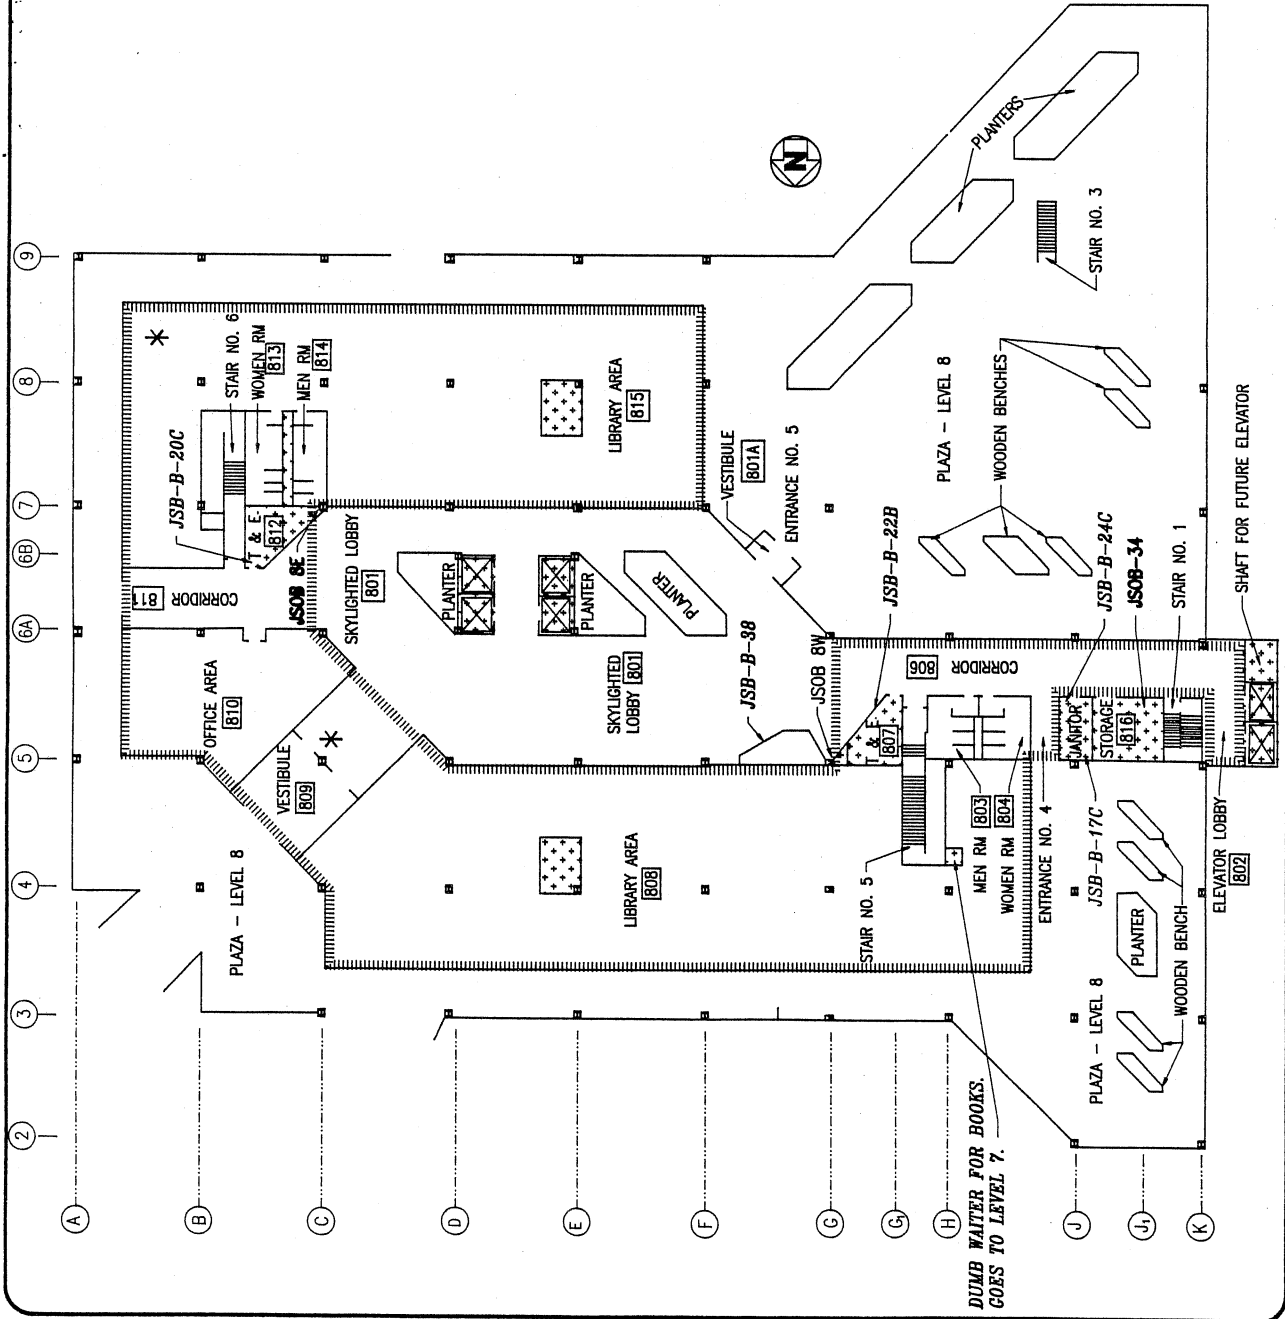 9
8
7
6B
6A
5
4
3
2
A
B
C
D
E
F
G
G1
H
J
J1
K
N
JSB-B-20C
STAIR NO. 6
WOMEN RM
813
MEN RM
814
T & E
812
JSOB 8E
CORRIDOR
811
SKYLIGHTED LOBBY
801
OFFICE AREA
810
VESTIBULE
809
PLAZA - LEVEL 8
PLANTER
PLANTER
PLANTER
LIBRARY AREA
815
SKYLIGHTED
LOBBY 801
LIBRARY AREA
808
VESTIBULE
801A
ENTRANCE NO. 5
JSB-B-38
JSOB 8W
JSB-B-22B
T & E
807
CORRIDOR
806
STAIR NO. 5
MEN RM 803
WOMEN RM 804
ENTRANCE NO. 4
DUMB WAITER FOR BOOKS.
GOES TO LEVEL 7.
PLANTERS
STAIR NO. 3
PLAZA - LEVEL 8
WOODEN BENCHES
JSB-B-24C
JSOB-34
STAIR NO. 1
SHAFT FOR FUTURE ELEVATOR
JANITOR
STORAGE
816
JSB-B-17C
ELEVATOR LOBBY
802
PLANTER
WOODEN BENCH
PLAZA - LEVEL 8